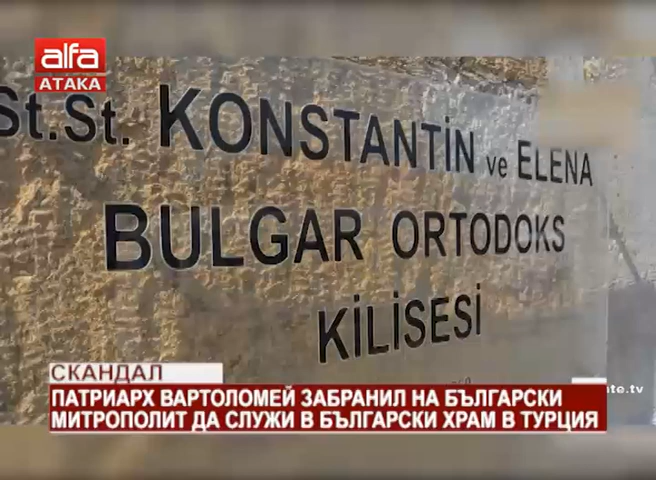 alfa
АТАКА
St.St. KONSTANTİN ve ELENA
BULGAR ORTODOKS
KİLİSESİ
СКАНДАЛ
ПАТРИАРХ ВАРТОЛОМЕЙ ЗАБРАНИЛ НА БЪЛГАРСКИ
МИТРОПОЛИТ ДА СЛУЖИ В БЪЛГАРСКИ ХРАМ В ТУРЦИЯ